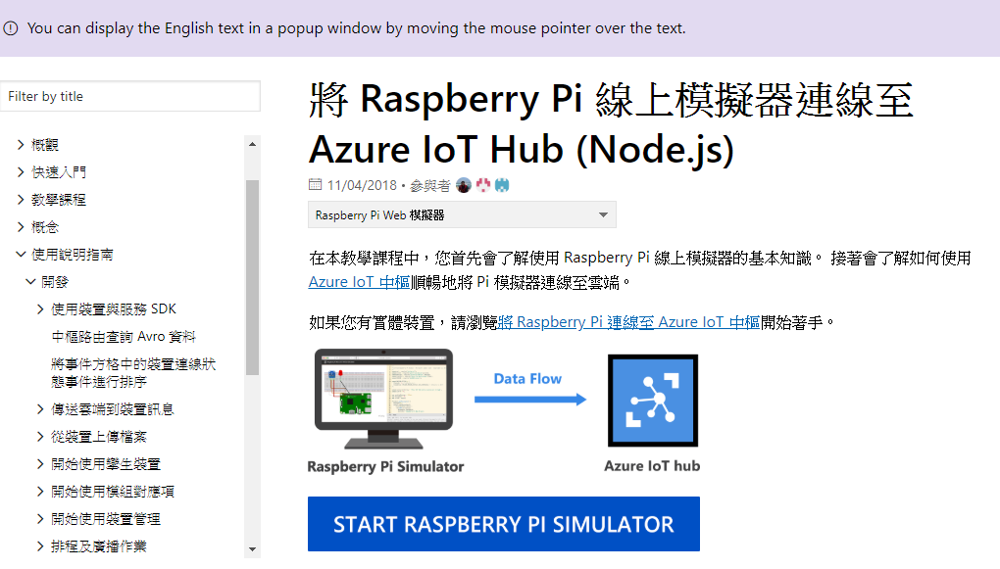 You can display the English text in a popup window by moving the mouse pointer over the text.
Filter by title
概觀
快速入門
教學課程
概念
使用說明指南
開發
使用裝置與服務 SDK
中樞路由查詢 Avro 資料
將事件方格中的裝置連線狀
態事件進行排序
傳送雲端到裝置訊息
從裝置上傳檔案
開始使用孿生裝置
開始使用模組對應項
開始使用裝置管理
排程及廣播作業
將 Raspberry Pi 線上模擬器連線至
Azure IoT Hub (Node.js)
11/04/2018 • 參與者
Raspberry Pi Web 模擬器
在本教學課程中，您首先會了解使用 Raspberry Pi 線上模擬器的基本知識。 接著會了解如何使用
Azure IoT 中樞順暢地將 Pi 模擬器連線至雲端。
如果您有實體裝置，請瀏覽將 Raspberry Pi 連線至 Azure IoT 中樞開始著手。
Data Flow
Raspberry Pi Simulator
Azure IoT hub
START RASPBERRY PI SIMULATOR